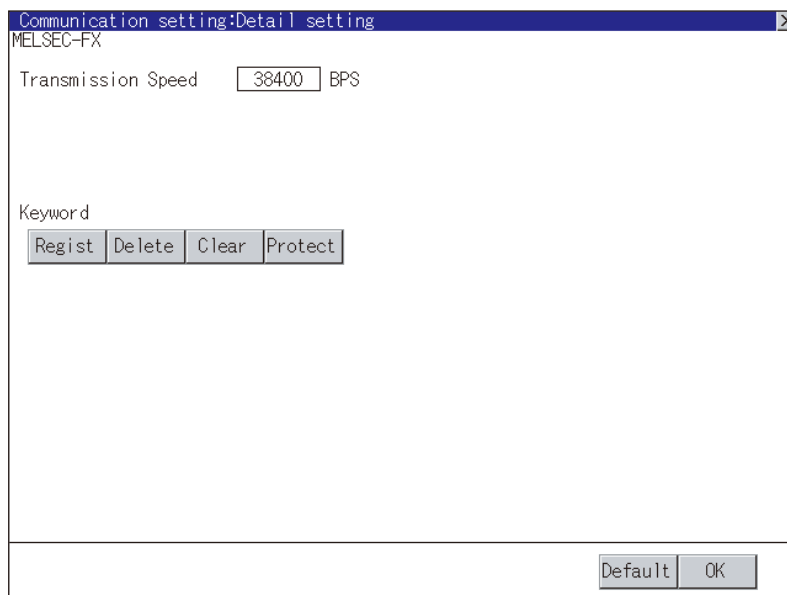 Communication setting:Detail setting
MELSEC-FX
Transmission Speed 38400 BPS
Keyword
Regist Delete Clear Protect
Default OK